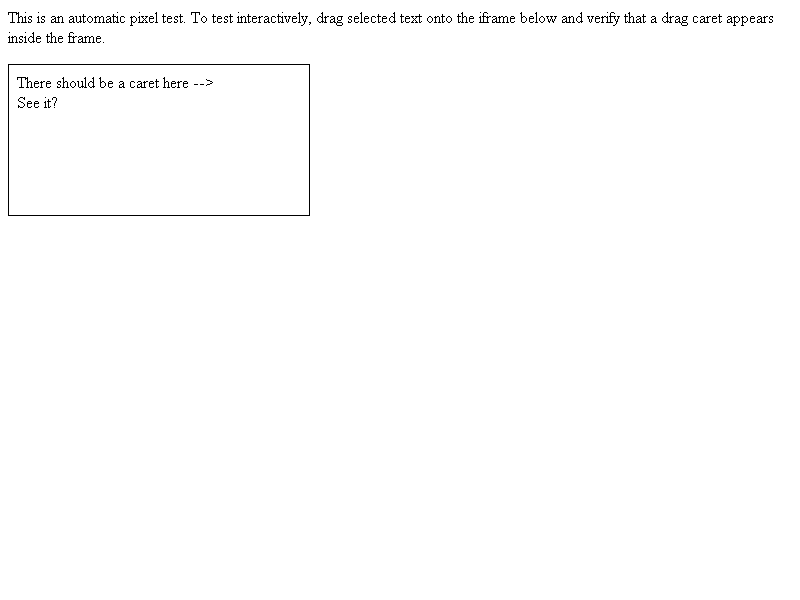 This is an automatic pixel test. To test interactively, drag selected text onto the iframe below and verify that a drag caret appears
inside the frame.
There should be a caret here -->
See it?